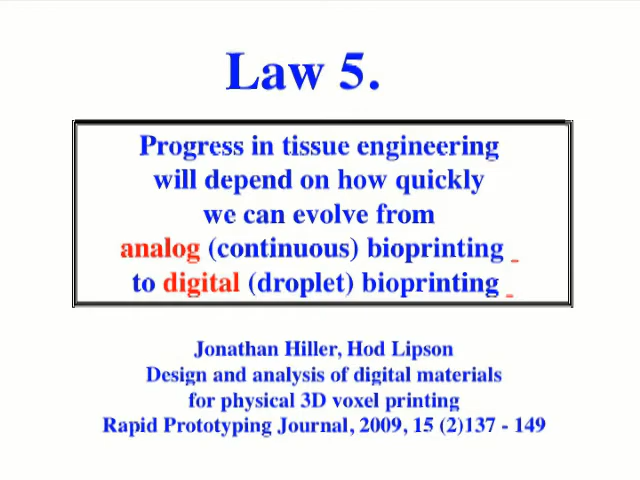 Law 5.
Progress in tissue engineering
will depend on how quickly
we can evolve from
analog (continuous) bioprinting _
to digital (droplet) bioprinting _
Jonathan Hiller, Hod Lipson
Design and analysis of digital materials
for physical 3D voxel printing
Rapid Prototyping Journal, 2009, 15 (2)137 - 149